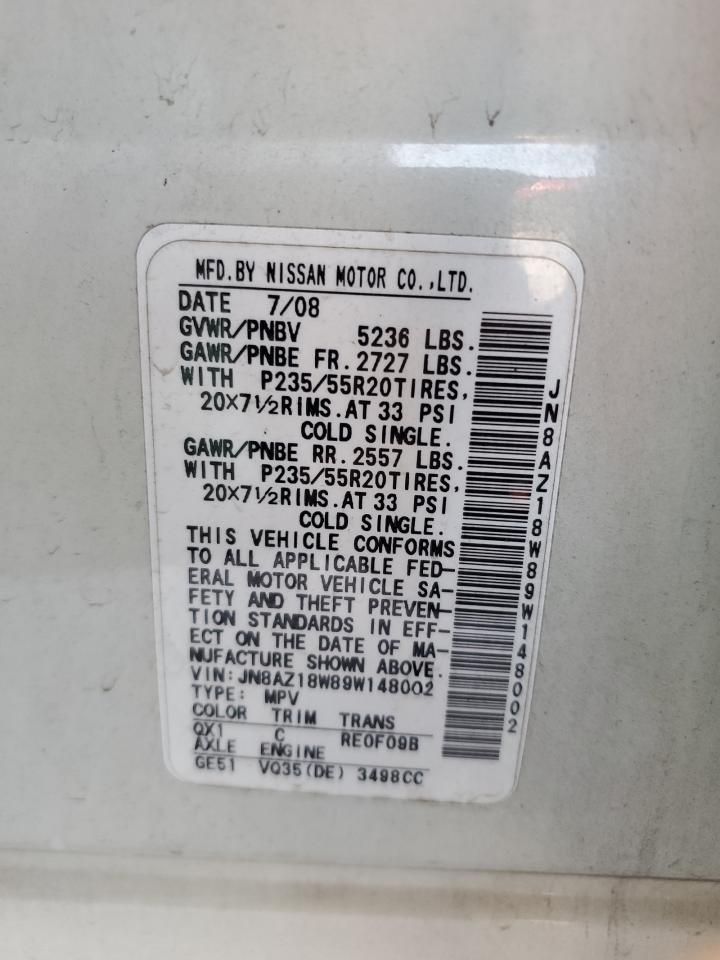 MFD.BY NISSAN MOTOR CO.,LTD.
DATE 7/08
GVWR/PNBV 5236 LBS.
GAWR/PNBE FR.2727 LBS.
WITH P235/55R20TIRES,
20×7½RIMS.AT 33 PSI
COLD SINGLE.
GAWR/PNBE RR.2557 LBS.
WITH P235/55R20TIRES,
20×7½RIMS.AT 33 PSI
COLD SINGLE.
THIS VEHICLE CONFORMS
TO ALL APPLICABLE FED-
ERAL MOTOR VEHICLE SA-
FETY AND THEFT PREVEN-
TION STANDARDS IN EFF-
ECT ON THE DATE OF MA-
NUFACTURE SHOWN ABOVE.
VIN:JN8AZ18W89W148002
TYPE: MPV
COLOR TRIM TRANS
QX1 C RE0F09B
AXLE ENGINE
GE51 VQ35(DE) 3498CC
JN8AZ18W89W148002